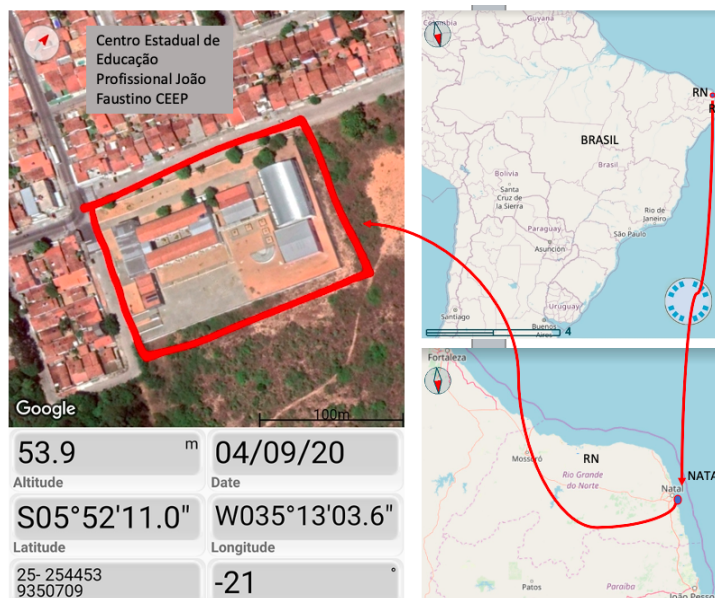 Centro Estadual de
Educação
Profissional João
Faustino CEEP
Google
100m
53.9 m
Altitude
04/09/20
Date
S05°52'11.0"
Latitude
W035°13'03.6"
Longitude
25- 254453
9350709
-21 °
Colombia
Guyana
RN
R
BRASIL
Brasil
Bolivia
Santa
Cruz de
la Sierra
Rio de
Janeiro
São Paulo
Paraguay
Asunción
Uruguay
Santiago
Buenos
Aires
4
Fortaleza
Mossoró
RN
Rio Grande
do Norte
NATA
Natal
Patos
Paraíba
João Pesso